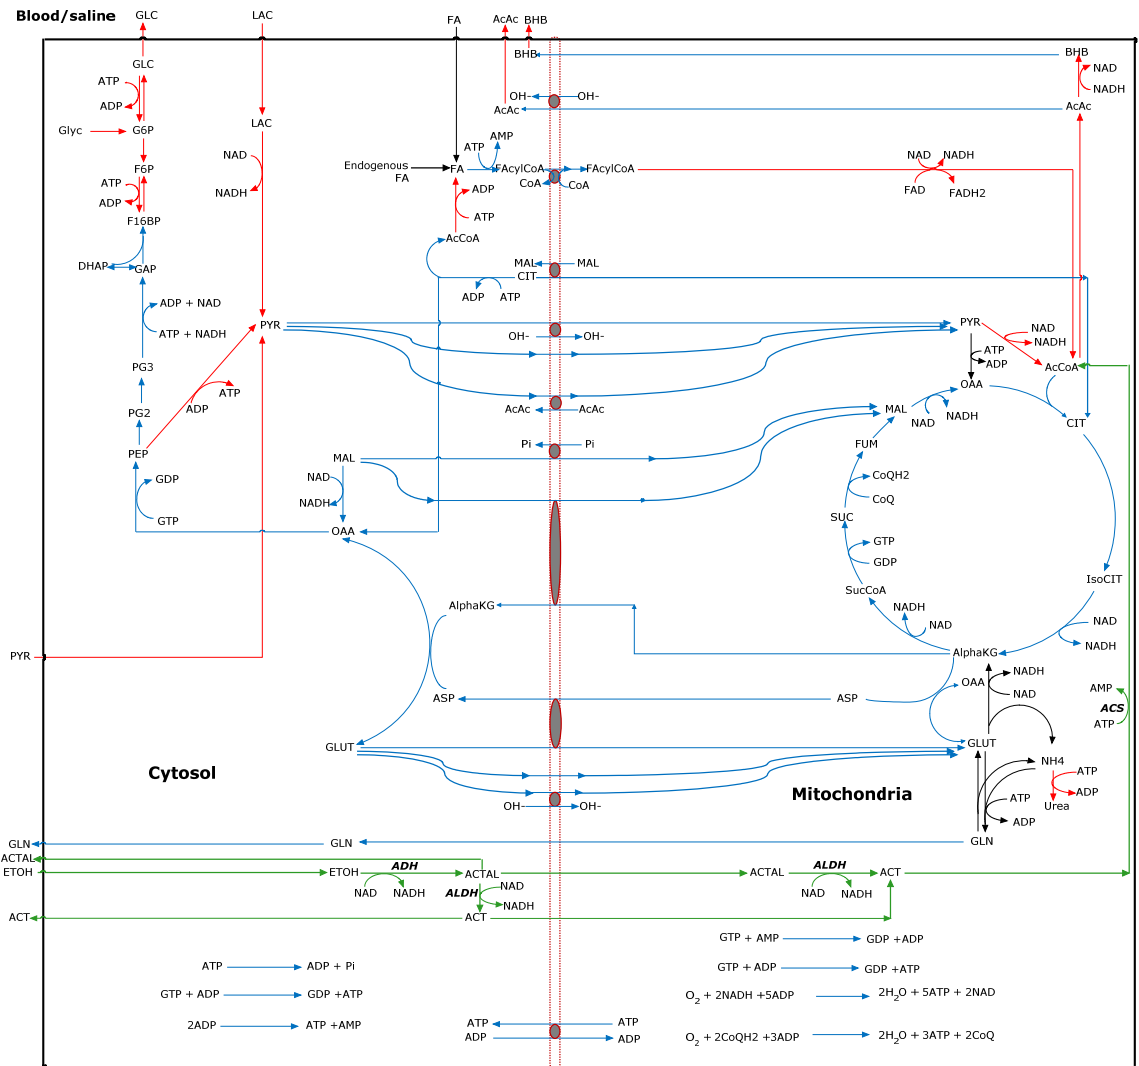 Blood/saline
GLC
LAC
FA
AcAc
BHB
BHB
BHB
GLC
NAD
ATP
NADH
ADP
OH-
OH-
AcAc
AcAc
LAC
Glyc
G6P
AMP
ATP
NAD
NAD
NADH
Endogenous
FA
FA
FAcylCoA
FAcylCoA
F6P
CoA
CoA
ATP
ADP
NADH
ADP
FAD
FADH2
ATP
F16BP
AcCoA
DHAP
GAP
MAL
MAL
CIT
ADP
ATP
ADP + NAD
ATP + NADH
PYR
PYR
NAD
OH-
OH-
NADH
ATP
ADP
PG3
AcCoA
OAA
ATP
ADP
AcAc
AcAc
MAL
PG2
NAD
NADH
CIT
Pi
Pi
FUM
PEP
MAL
GDP
NAD
CoQH2
NADH
CoQ
GTP
SUC
OAA
GTP
GDP
IsoCIT
SucCoA
AlphaKG
NADH
NAD
NAD
NADH
PYR
AlphaKG
NADH
OAA
NAD
AMP
ACS
ATP
ASP
ASP
GLUT
GLUT
NH4
ATP
ADP
Urea
Cytosol
Mitochondria
OH-
OH-
ATP
ADP
GLN
GLN
GLN
ACTAL
ETOH
ETOH
ADH
ACTAL
ACTAL
ALDH
ACT
NAD
NADH
ALDH
NAD
NADH
NAD
NADH
ACT
ACT
GTP + AMP
GDP +ADP
ATP
ADP + Pi
GTP + ADP
GDP +ATP
GTP + ADP
GDP +ATP
O2 + 2NADH +5ADP
2H2O + 5ATP + 2NAD
2ADP
ATP +AMP
ATP
ATP
ADP
ADP
O2 + 2CoQH2 +3ADP
2H2O + 3ATP + 2CoQ